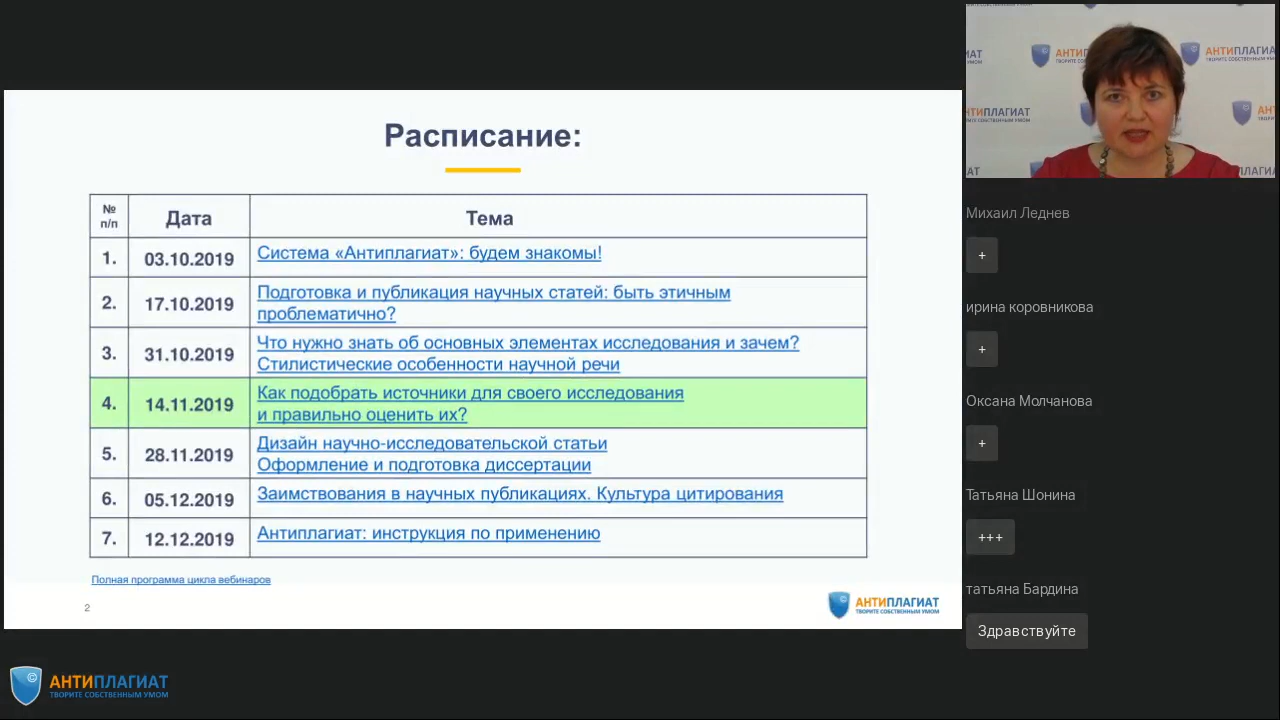 Расписание:
№ п/п
Дата
Тема
1.
03.10.2019
Система «Антиплагиат»: будем знакомы!
2.
17.10.2019
Подготовка и публикация научных статей: быть этичным
проблематично?
3.
31.10.2019
Что нужно знать об основных элементах исследования и зачем?
Стилистические особенности научной речи
4.
14.11.2019
Как подобрать источники для своего исследования
и правильно оценить их?
5.
28.11.2019
Дизайн научно-исследовательской статьи
Оформление и подготовка диссертации
6.
05.12.2019
Заимствования в научных публикациях. Культура цитирования
7.
12.12.2019
Антиплагиат: инструкция по применению
Полная программа цикла вебинаров
2
© АНТИПЛАГИАТ
ТВОРИТЕ СОБСТВЕННЫМ УМОМ
© АНТИПЛАГИАТ
ТВОРИТЕ СОБСТВЕННЫМ УМОМ
Михаил Леднев
+
ирина коровникова
+
Оксана Молчанова
+
Татьяна Шонина
+++
татьяна Бардина
Здравствуйте